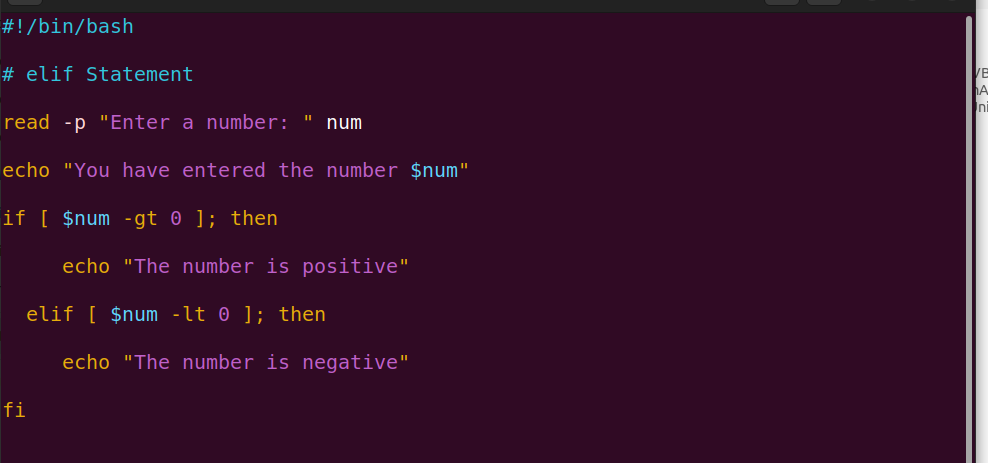 #!/bin/bash
# elif Statement
read -p "Enter a number: " num
echo "You have entered the number $num"
if [ $num -gt 0 ]; then
echo "The number is positive"
elif [ $num -lt 0 ]; then
echo "The number is negative"
fi